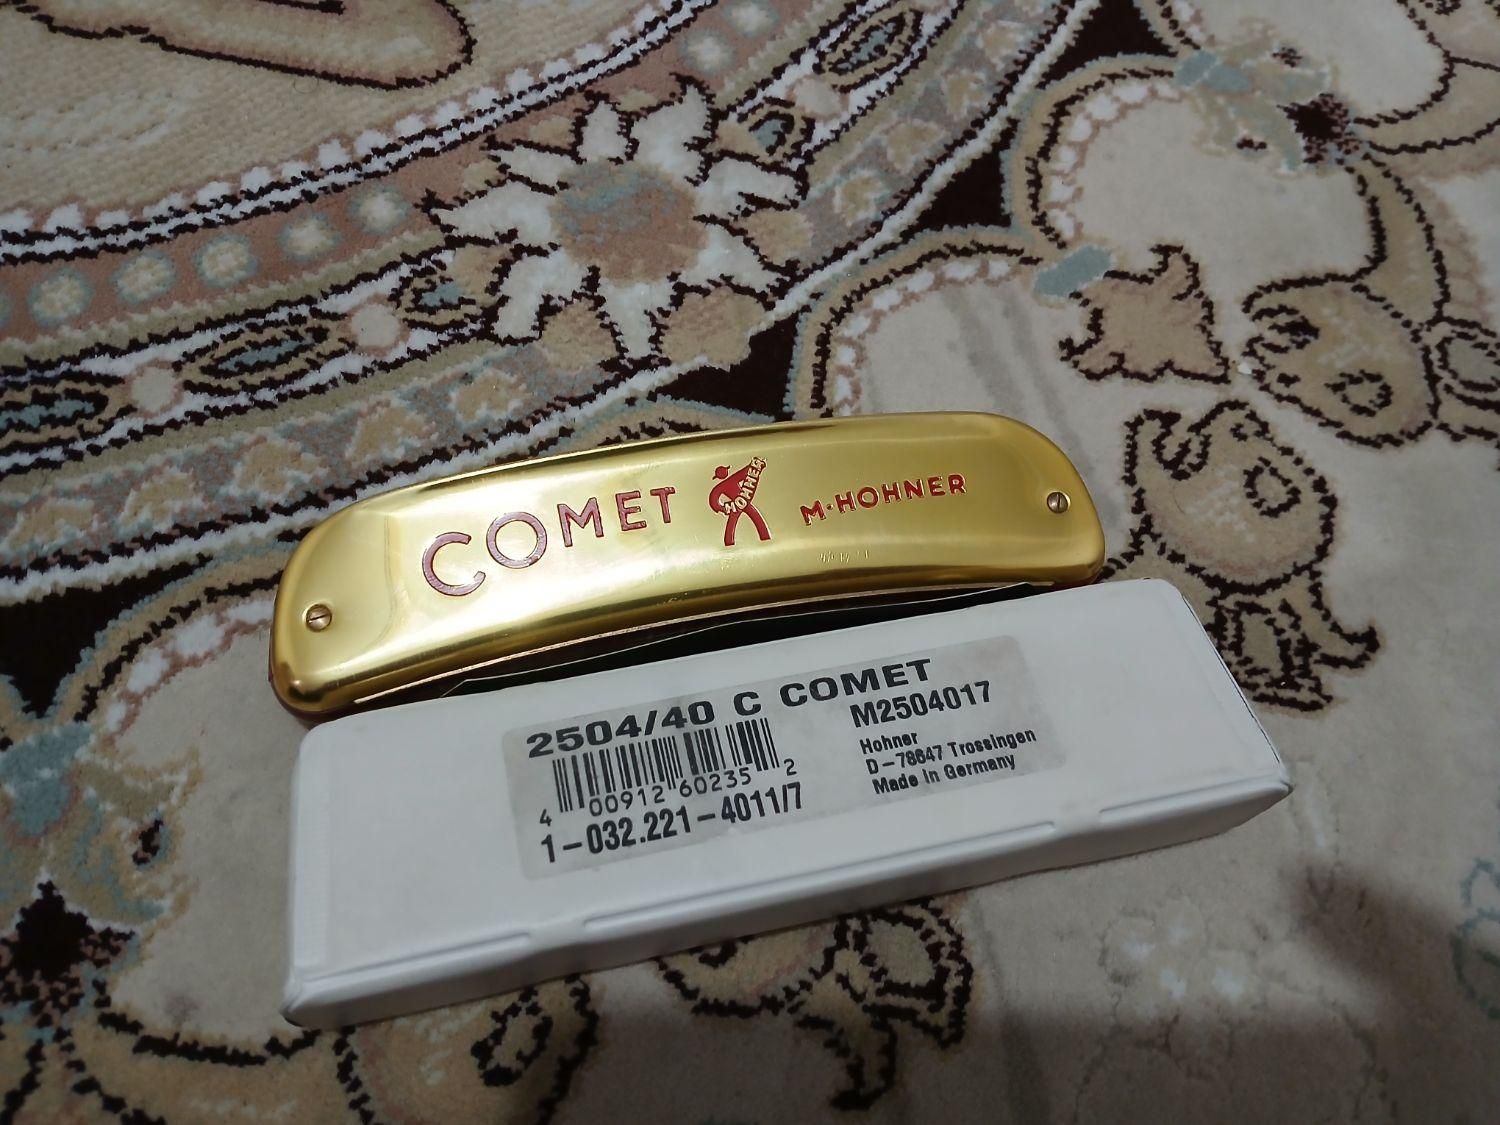 COMET HOHNER M·HOHNER
2504/40 C COMET
M2504017
4 00912 60235 2
1-032.221-4011/7
Hohner
D-78647 Trossingen
Made in Germany